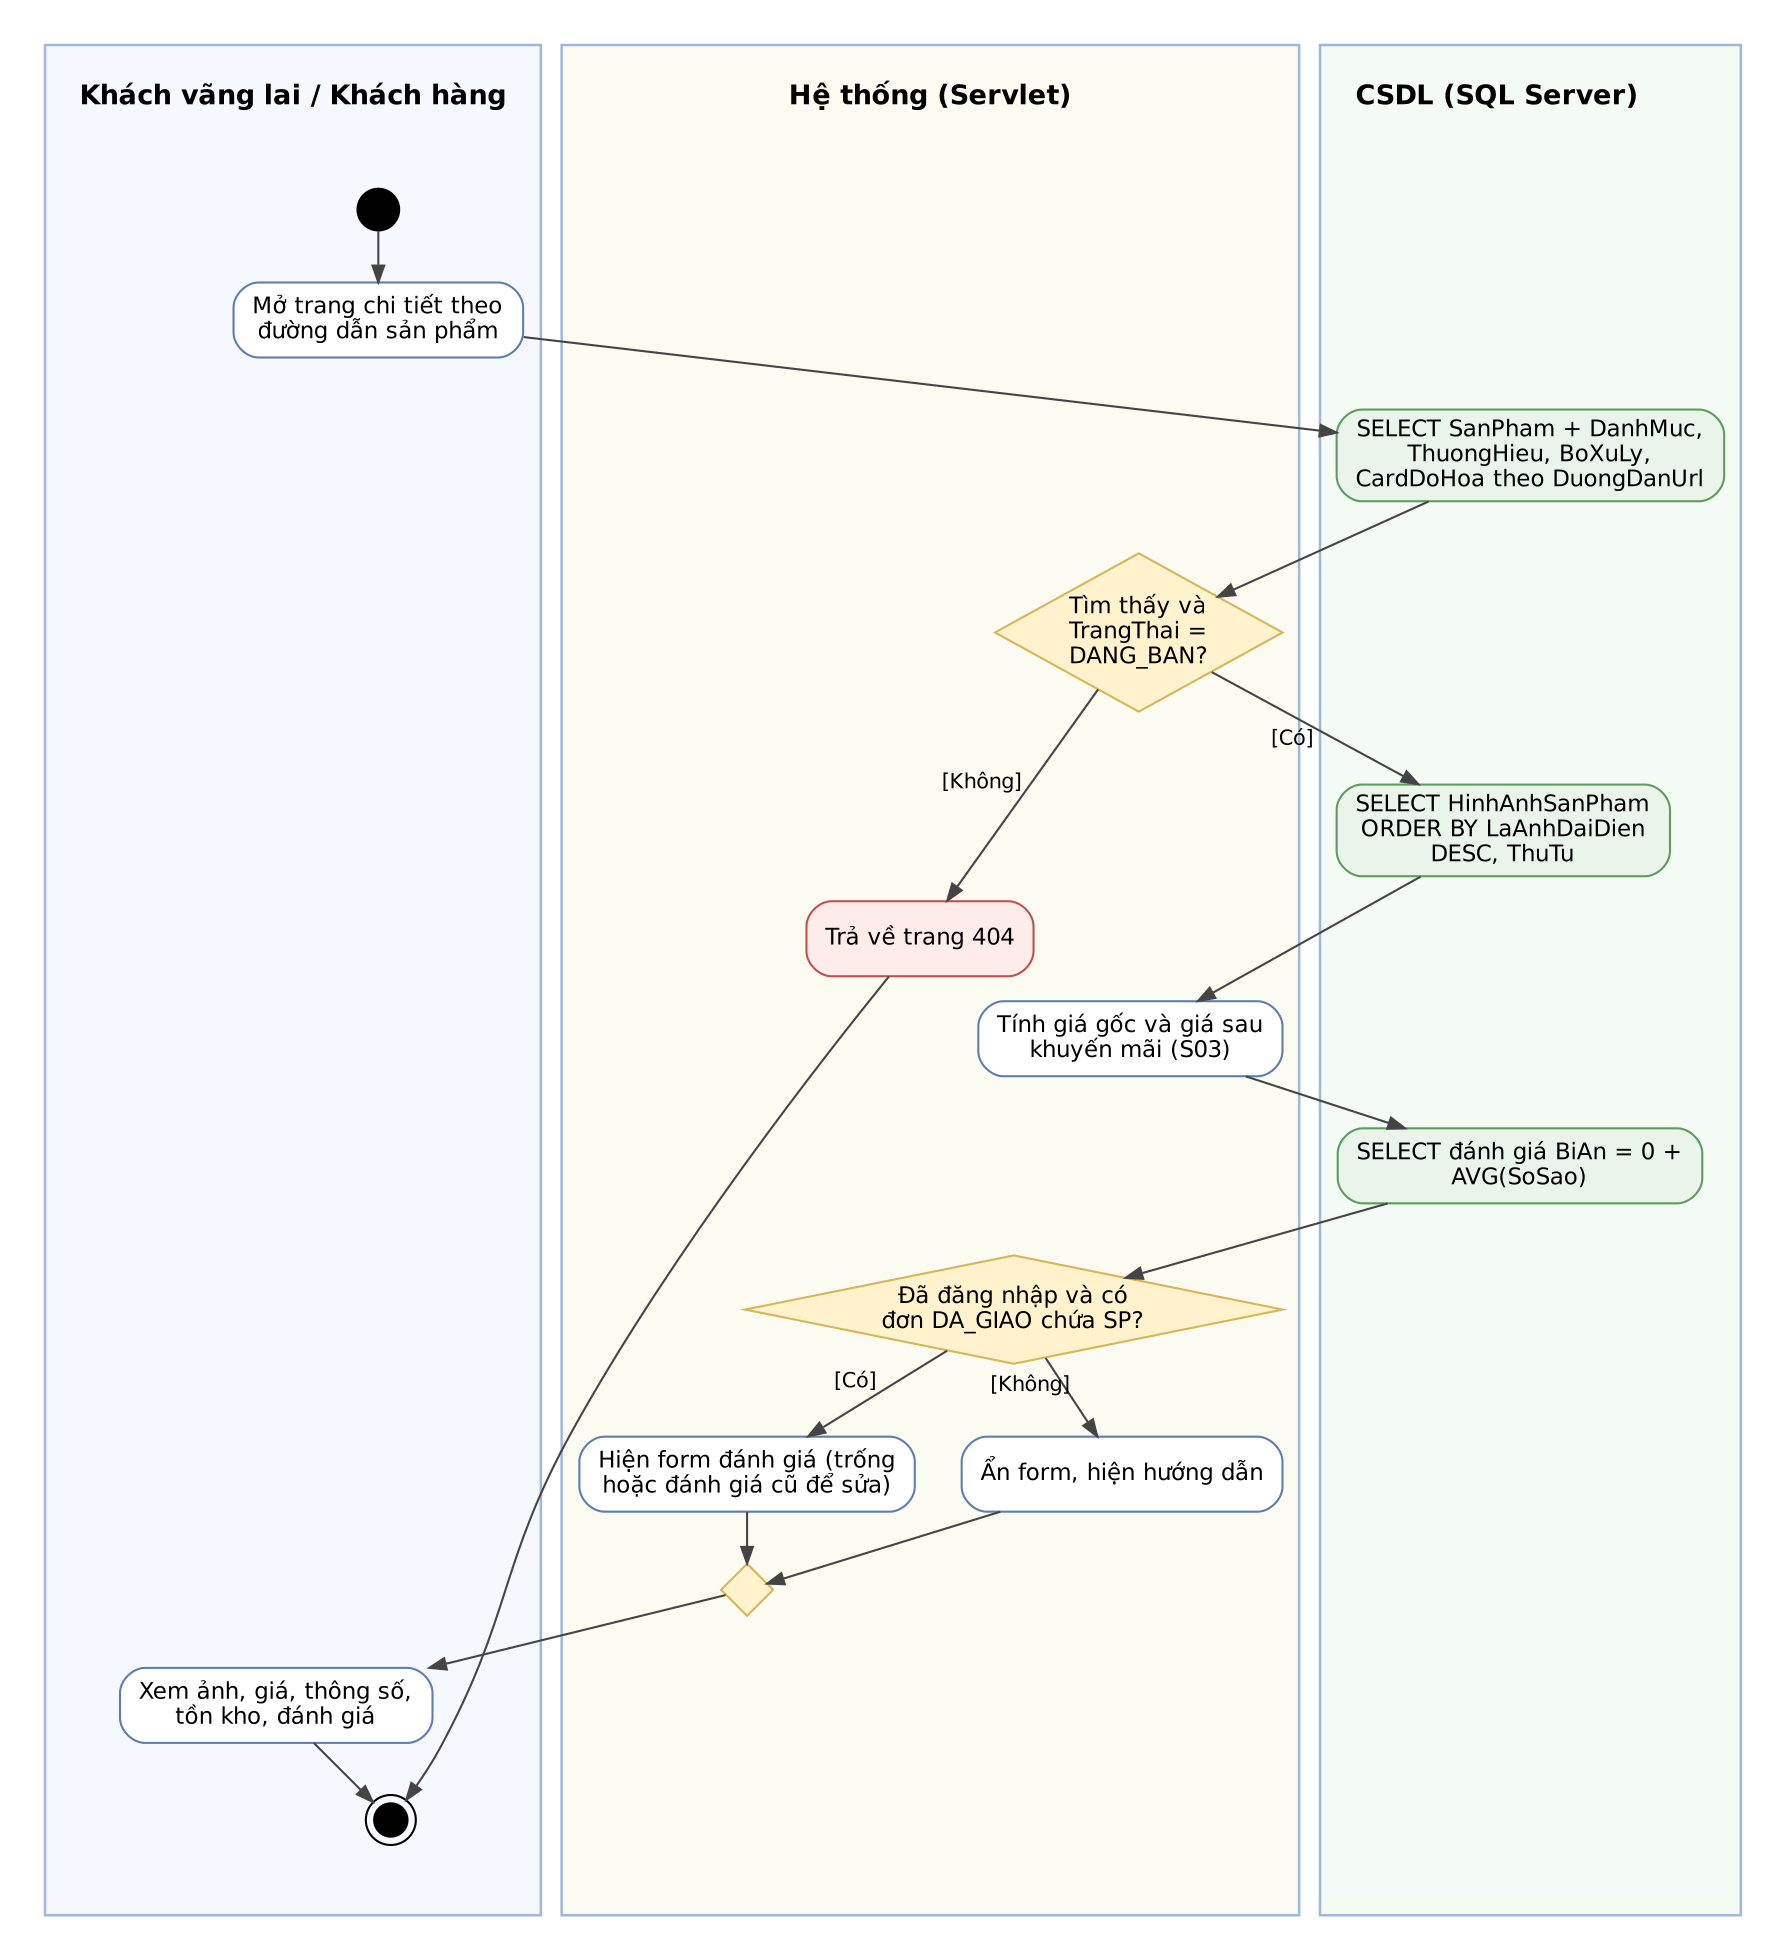 Khách vãng lai / Khách hàng
Hệ thống (Servlet)
CSDL (SQL Server)
Mở trang chi tiết theo
đường dẫn sản phẩm
SELECT SanPham + DanhMuc,
ThuongHieu, BoXuLy,
CardDoHoa theo DuongDanUrl
Tìm thấy và
TrangThai =
DANG_BAN?
[Có]
[Không]
SELECT HinhAnhSanPham
ORDER BY LaAnhDaiDien
DESC, ThuTu
Trả về trang 404
Tính giá gốc và giá sau
khuyến mãi (S03)
SELECT đánh giá BiAn = 0 +
AVG(SoSao)
Đã đăng nhập và có
đơn DA_GIAO chứa SP?
[Có]
[Không]
Hiện form đánh giá (trống
hoặc đánh giá cũ để sửa)
Ẩn form, hiện hướng dẫn
Xem ảnh, giá, thông số,
tồn kho, đánh giá